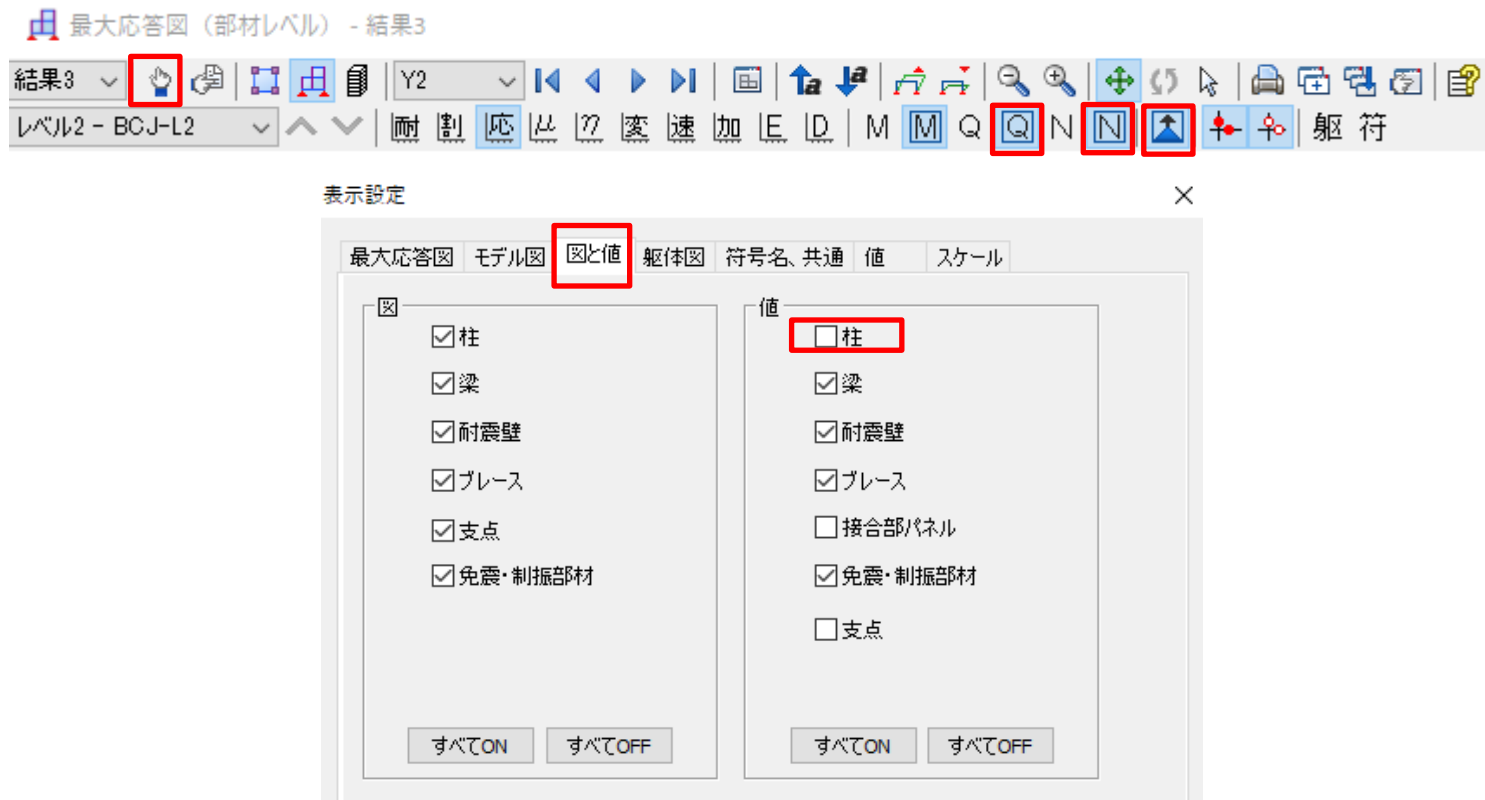 最大応答図（部材レベル） - 結果3
結果3 Y2
レベル2 - BCJ-L2 耐 割 応 μ 変 速 加 E D M M Q Q N N 躯 符
表示設定
最大応答図 モデル図 図と値 躯体図 符号名、共通 値 スケール
図 値
柱 柱
梁 梁
耐震壁 耐震壁
ブレース ブレース
支点 接合部パネル
免震・制振部材 免震・制振部材
支点
すべてON すべてOFF すべてON すべてOFF